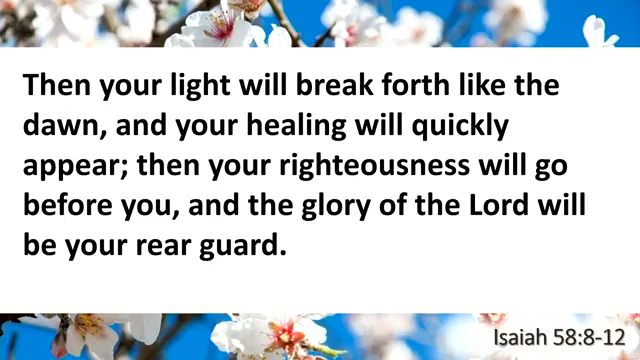 Then your light will break forth like the
dawn, and your healing will quickly
appear; then your righteousness will go
before you, and the glory of the Lord will
be your rear guard.
Isaiah 58:8-12